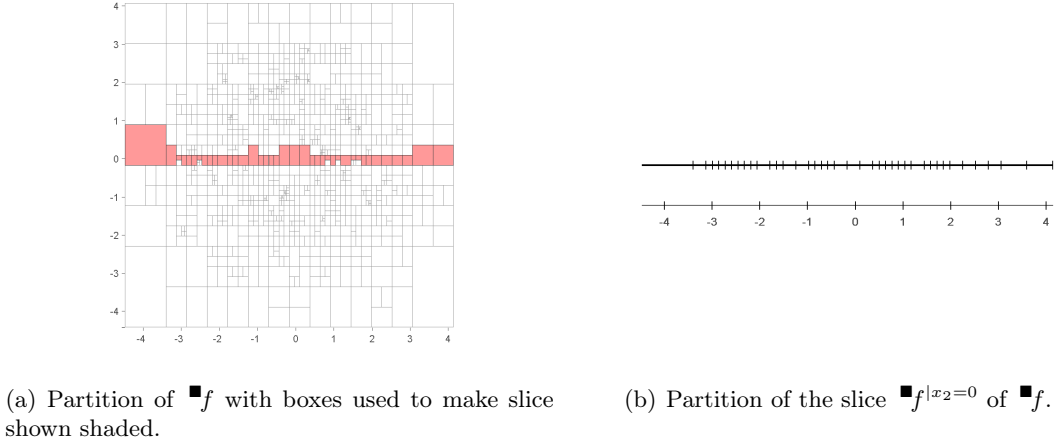 4
3
2
1
0
-1
-2
-3
-4
-4 -3 -2 -1 0 1 2 3 4
-4 -3 -2 -1 0 1 2 3 4
(a) Partition of ■f with boxes used to make slice
shown shaded.
(b) Partition of the slice ■f|x₂=0 of ■f.